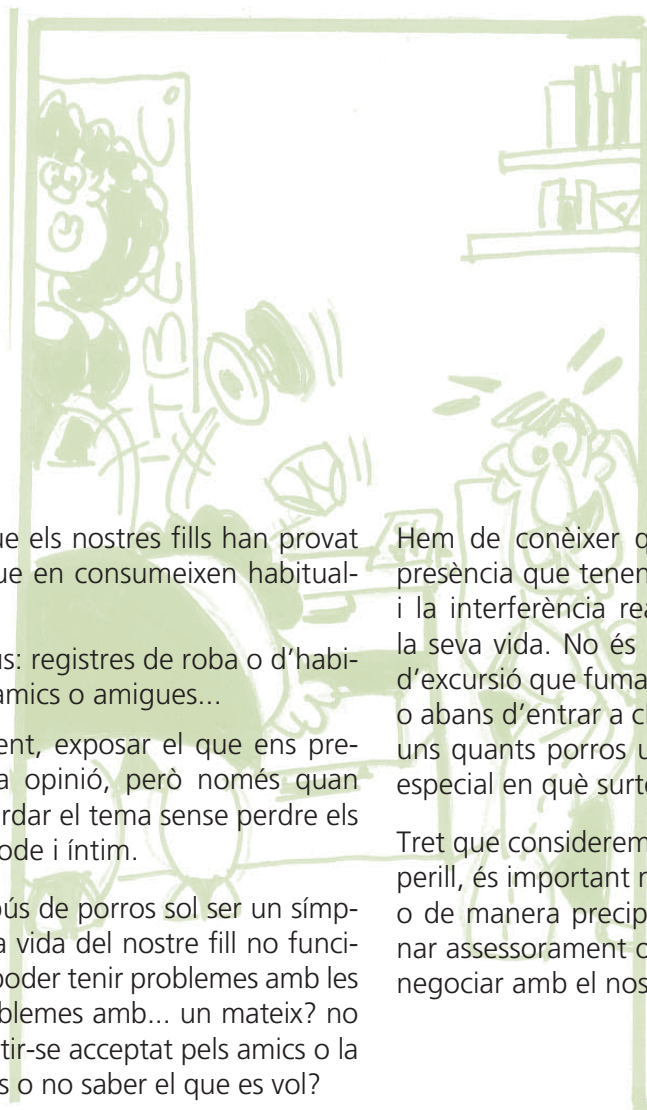 ue els nostres fills han provat
ue en consumeixen habitual-
us: registres de roba o d’habi-
amics o amigues...
ent, exposar el que ens pre-
a opinió, però només quan
rdar el tema sense perdre els
ode i íntim.
bús de porros sol ser un símp-
a vida del nostre fill no funci-
poder tenir problemes amb les
blemes amb... un mateix? no
tir-se acceptat pels amics o la
s o no saber el que es vol?
Hem de conèixer q
presència que tenen
i la interferència rea
la seva vida. No és
d’excursió que fuma
o abans d’entrar a cl
uns quants porros u
especial en què surte
Tret que considerem
perill, és important n
o de manera precip
nar assessorament o
negociar amb el nos